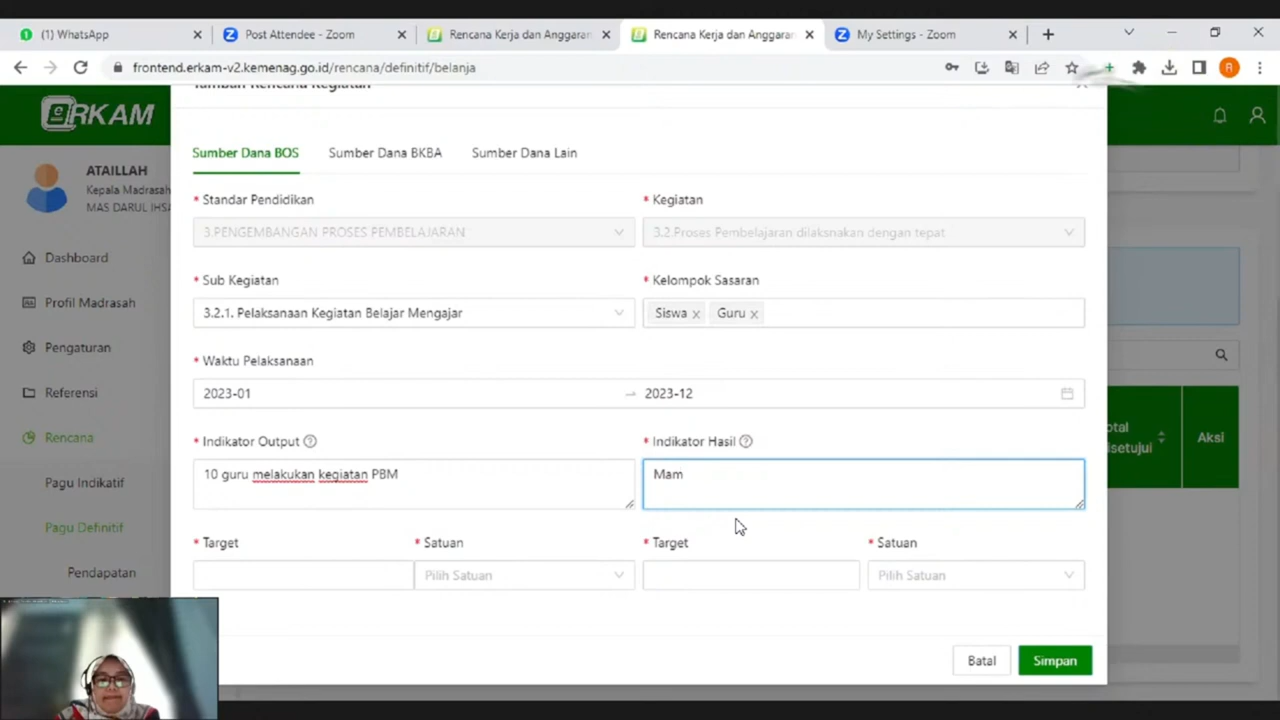 (1) WhatsApp
Post Attendee - Zoom
Rencana Kerja dan Anggaran
Rencana Kerja dan Anggaran
My Settings - Zoom
frontend.erkam-v2.kemenag.go.id/rencana/definitif/belanja
A
eRKAM
Tambah Rencana Kegiatan
ATAILLAH
Kepala Madrasah
MAS DARUL IHSA
Dashboard
Profil Madrasah
Pengaturan
Referensi
Rencana
Pagu Indikatif
Pagu Definitif
Pendapatan
Sumber Dana BOS
Sumber Dana BKBA
Sumber Dana Lain
* Standar Pendidikan
* Kegiatan
3.PENGEMBANGAN PROSES PEMBELAJARAN
3.2.Proses Pembelajaran dilaksnakan dengan tepat
* Sub Kegiatan
* Kelompok Sasaran
3.2.1. Pelaksanaan Kegiatan Belajar Mengajar
Siswa x Guru x
* Waktu Pelaksanaan
2023-01 → 2023-12
* Indikator Output ?
* Indikator Hasil ?
10 guru melakukan kegiatan PBM
Mam
* Target
* Satuan
* Target
* Satuan
Pilih Satuan
Pilih Satuan
Batal
Simpan
otal
isetujui
Aksi